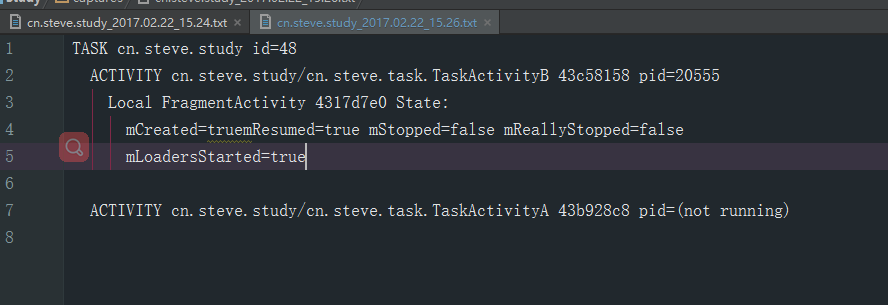 Study captures
cn.steve.study_2017.02.22_15.24.txt × cn.steve.study_2017.02.22_15.26.txt ×
1 TASK cn.steve.study id=48
2 ACTIVITY cn.steve.study/cn.steve.task.TaskActivityB 43c58158 pid=20555
3 Local FragmentActivity 4317d7e0 State:
4 mCreated=truemResumed=true mStopped=false mReallyStopped=false
5 mLoadersStarted=true
6
7 ACTIVITY cn.steve.study/cn.steve.task.TaskActivityA 43b928c8 pid=(not running)
8